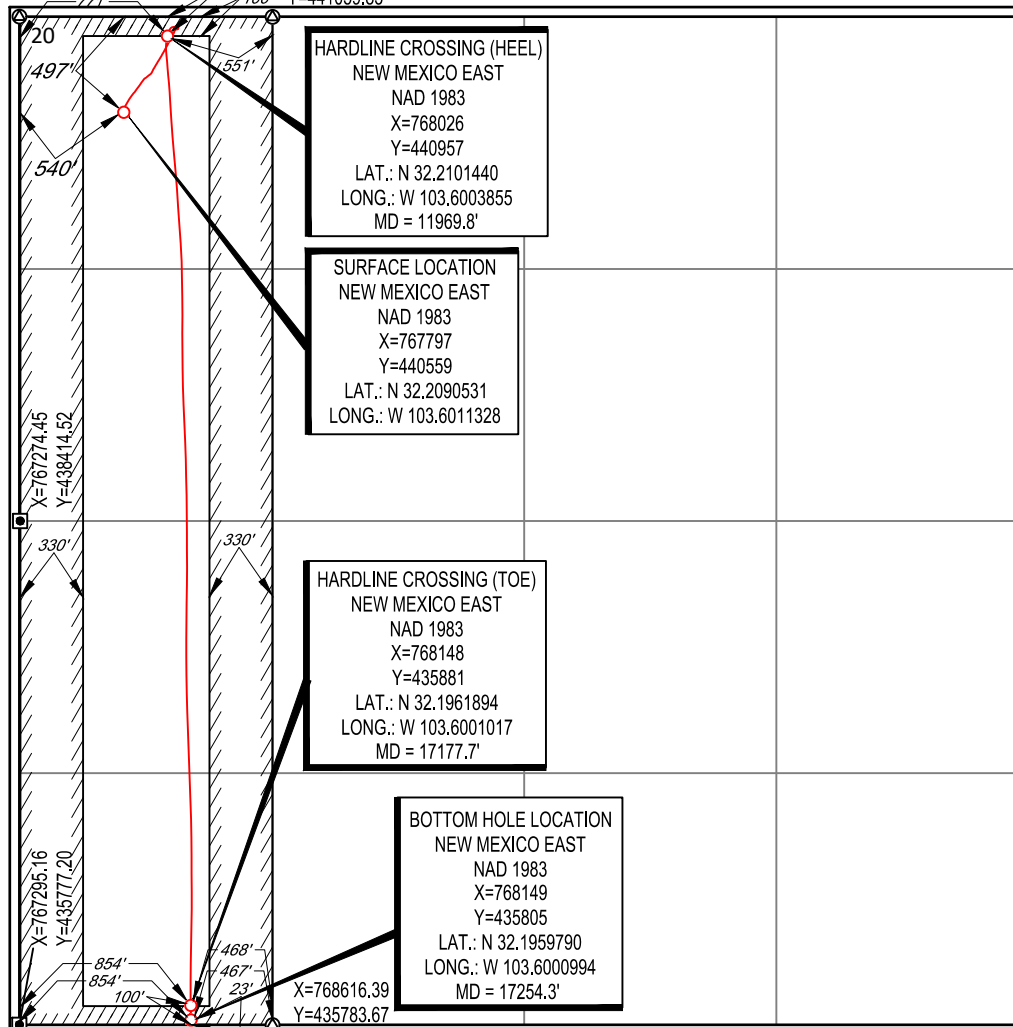 20
497'
551'
540'
HARDLINE CROSSING (HEEL)
NEW MEXICO EAST
NAD 1983
X=768026
Y=440957
LAT.: N 32.2101440
LONG.: W 103.6003855
MD = 11969.8'
SURFACE LOCATION
NEW MEXICO EAST
NAD 1983
X=767797
Y=440559
LAT.: N 32.2090531
LONG.: W 103.6011328
X=767274.45
Y=438414.52
330'
330'
HARDLINE CROSSING (TOE)
NEW MEXICO EAST
NAD 1983
X=768148
Y=435881
LAT.: N 32.1961894
LONG.: W 103.6001017
MD = 17177.7'
BOTTOM HOLE LOCATION
NEW MEXICO EAST
NAD 1983
X=768149
Y=435805
LAT.: N 32.1959790
LONG.: W 103.6000994
MD = 17254.3'
X=767295.16
Y=435777.20
854'
854'
100'
468'
467'
23'
X=768616.39
Y=435783.67